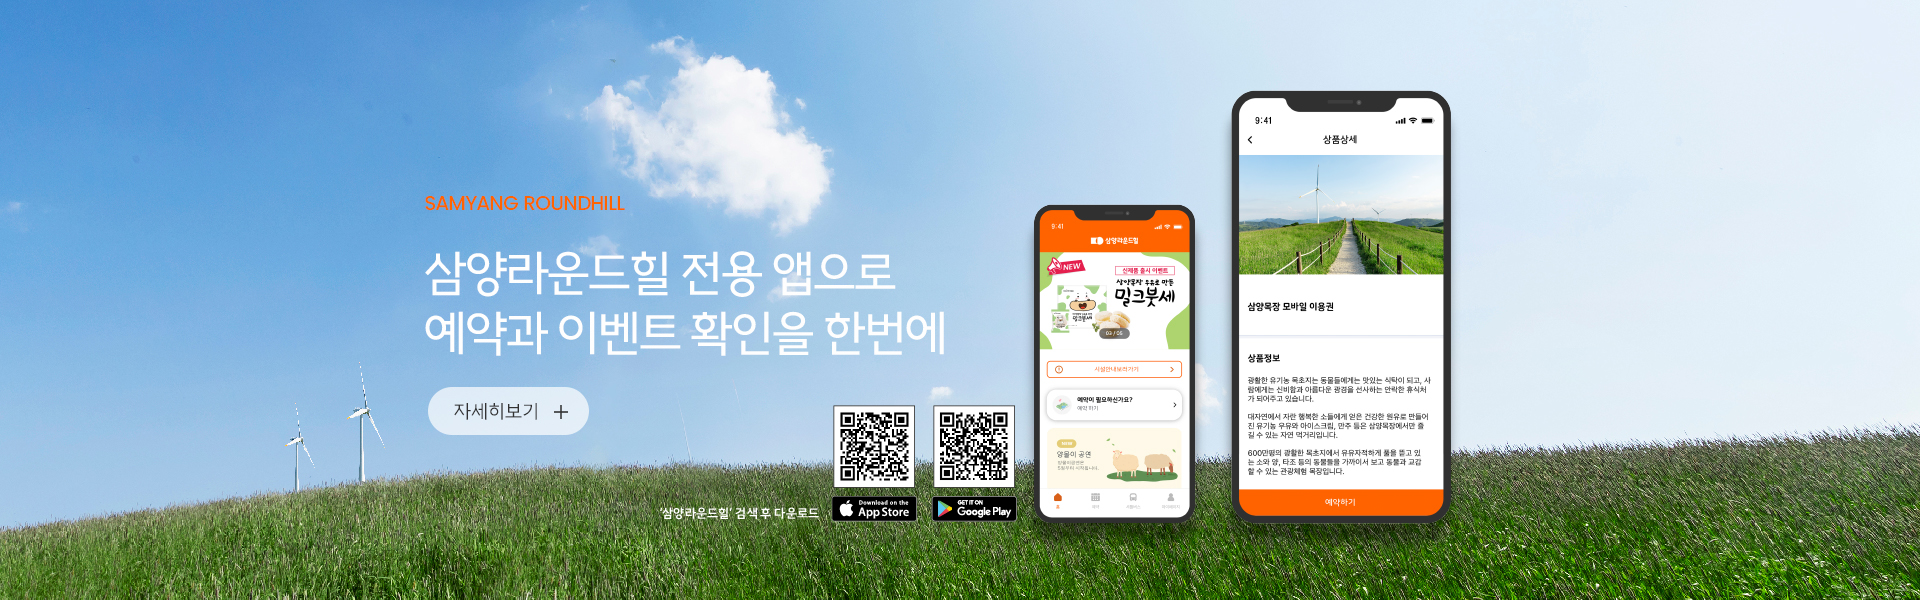 SAMYANG ROUNDHILL
삼양라운드힐 전용 앱으로
예약과 이벤트 확인을 한번에
자세히보기 +
'삼양라운드힐' 검색 후 다운로드
Download on the
App Store
GET IT ON
Google Play
9:41
삼양라운드힐
NEW
신제품 출시 이벤트
삼양목장 우유로 만든
밀크붓세
03 / 05
시설안내 바로가기
예약이 필요하신가요?
예약 하기
양몰이 공연
9:41
상품상세
삼양목장 모바일 이용권
상품정보
광활한 유기농 목초지는 동물들에게는 맛있는 식탁이 되고, 사
람에게는 신비함과 아름다운 광경을 선사하는 안락한 휴식처
가 되어주고 있습니다.
대자연에서 자란 행복한 소들에게 얻은 건강한 원유로 만들어
진 유기농 우유와 아이스크림, 만주 등은 삼양목장에서만 즐
길 수 있는 자연 먹거리입니다.
600만평의 광활한 목초지에서 유유자적하게 풀을 뜯고 있
는 소와 양, 타조 등의 동물들을 가까이서 보고 동물과 교감
할 수 있는 관광체험 목장입니다.
예약하기